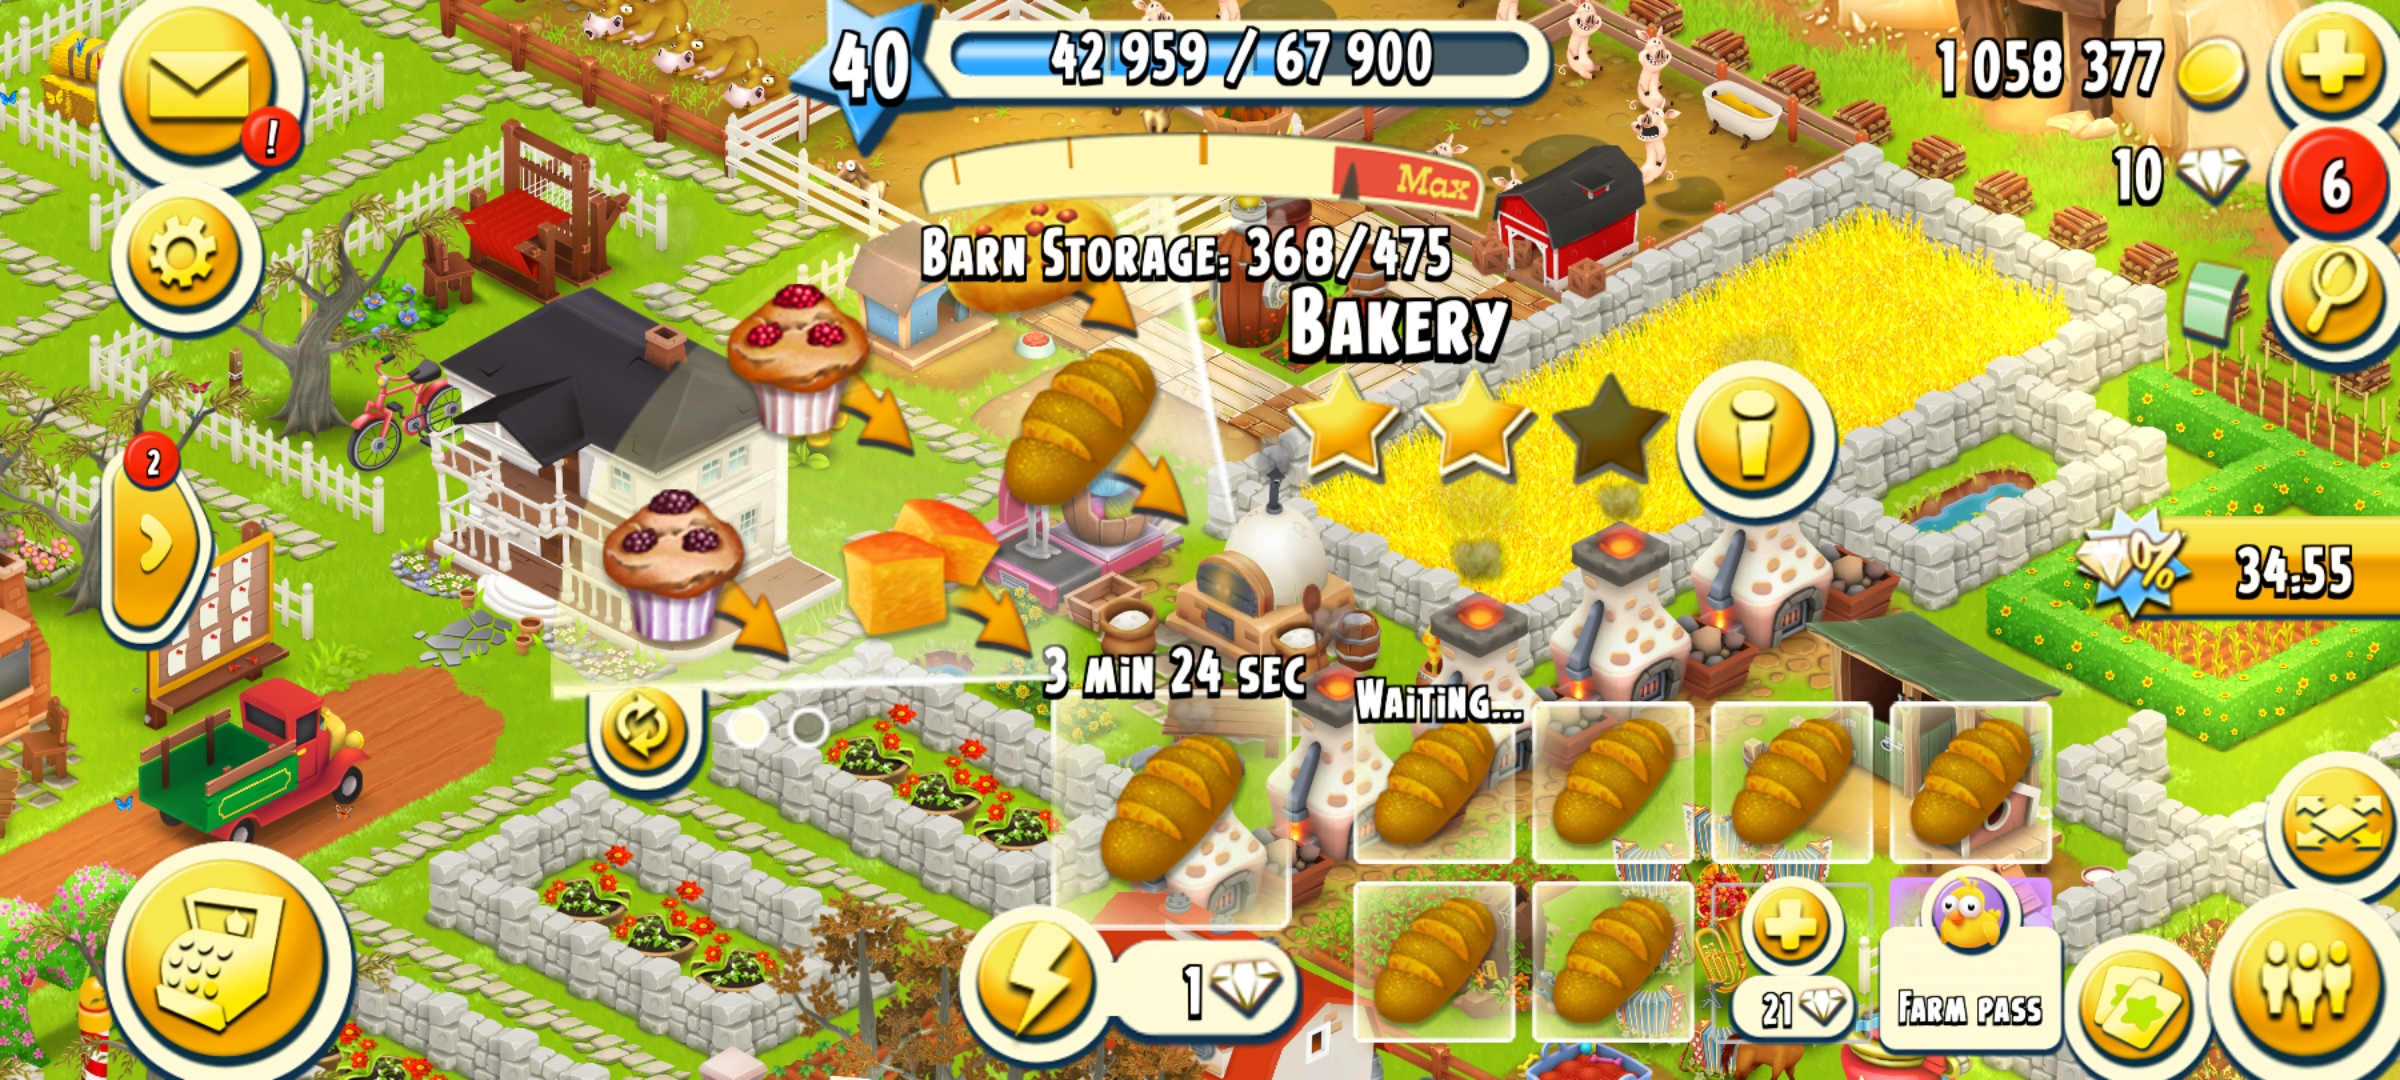 40
42 959 / 67 900
1 058 377
!
10
6
Max
Barn Storage: 368/475
Bakery
2
%
34:55
3 min 24 sec
Waiting...
1
21
Farm pass